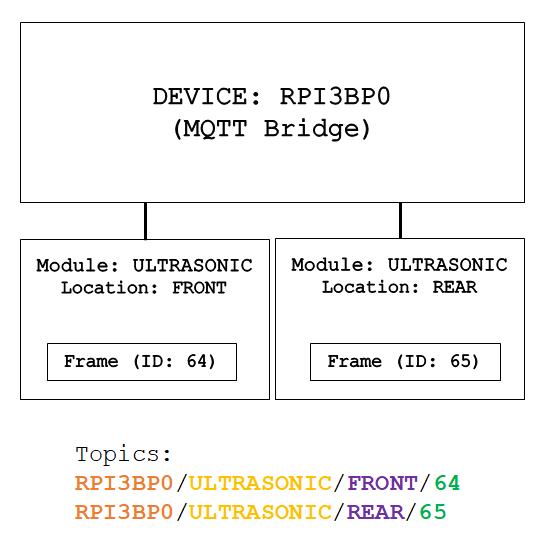 DEVICE: RPI3BP0
(MQTT Bridge)
Module: ULTRASONIC
Location: FRONT
Frame (ID: 64)
Module: ULTRASONIC
Location: REAR
Frame (ID: 65)
Topics:
RPI3BP0/ULTRASONIC/FRONT/64
RPI3BP0/ULTRASONIC/REAR/65